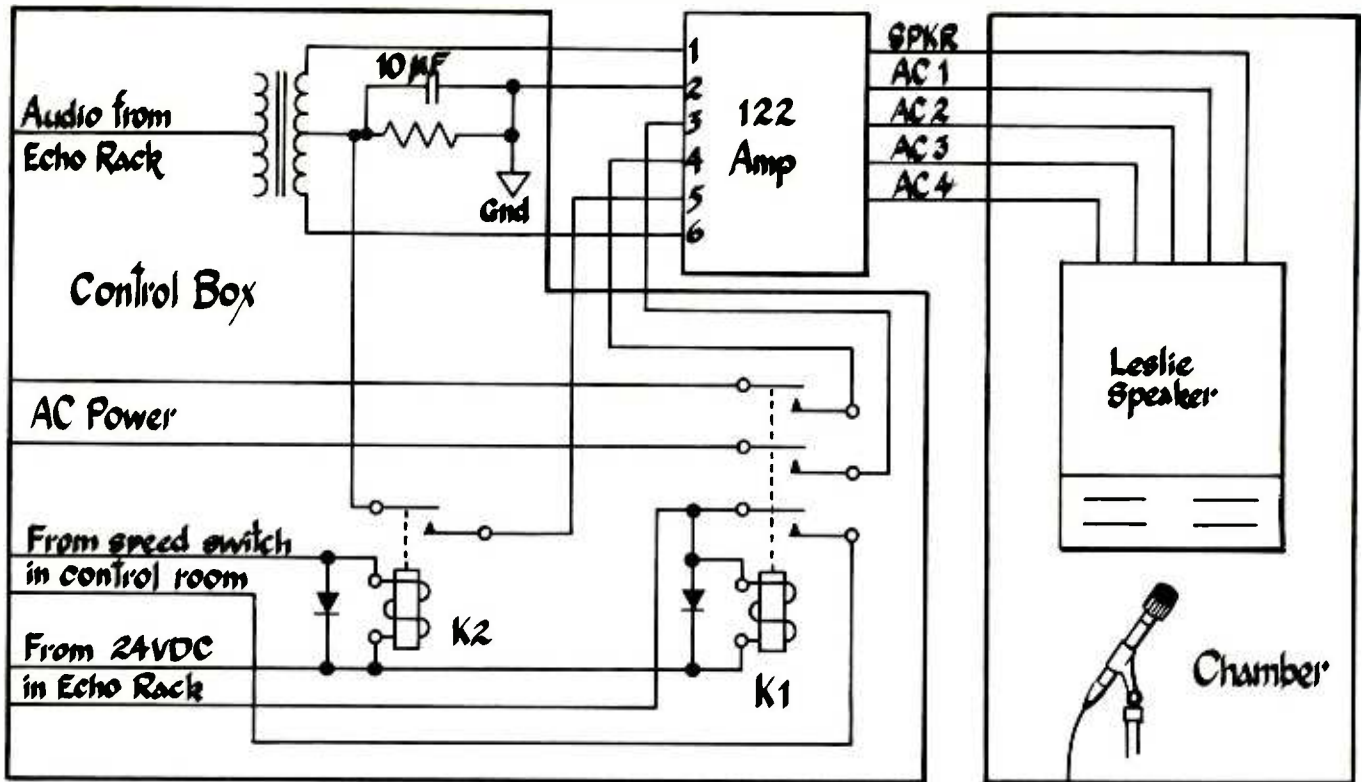 Audio from
Echo Rack
10 µF
Gnd
Control Box
1
2
3
4
5
6
122
Amp
SPKR
AC 1
AC 2
AC 3
AC 4
AC Power
From speed switch
in control room
From 24VDC
in Echo Rack
K2
K1
Leslie
Speaker
Chamber